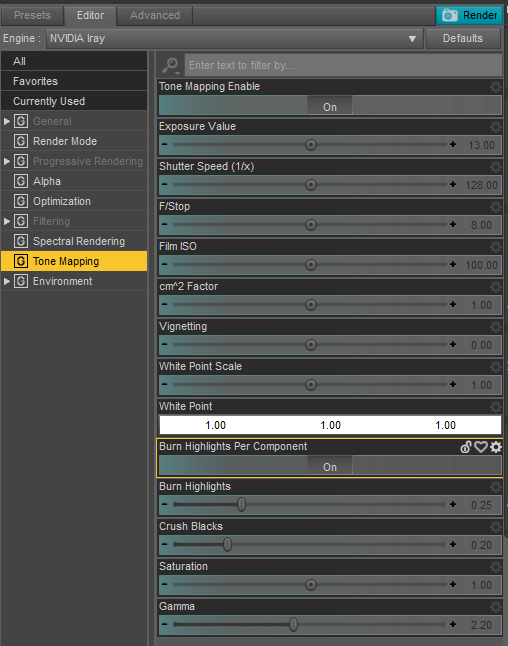 Presets Editor Advanced Render
Engine : NVIDIA Iray Defaults
All
Favorites
Currently Used
G General
G Render Mode
G Progressive Rendering
G Alpha
G Optimization
G Filtering
G Spectral Rendering
G Tone Mapping
G Environment
Enter text to filter by...
Tone Mapping Enable
On
Exposure Value
- + 13.00
Shutter Speed (1/x)
- + 128.00
F/Stop
- + 8.00
Film ISO
- + 100.00
cm^2 Factor
- + 1.00
Vignetting
- + 0.00
White Point Scale
- + 1.00
White Point
1.00 1.00 1.00
Burn Highlights Per Component
On
Burn Highlights
- + 0.25
Crush Blacks
- + 0.20
Saturation
- + 1.00
Gamma
- + 2.20